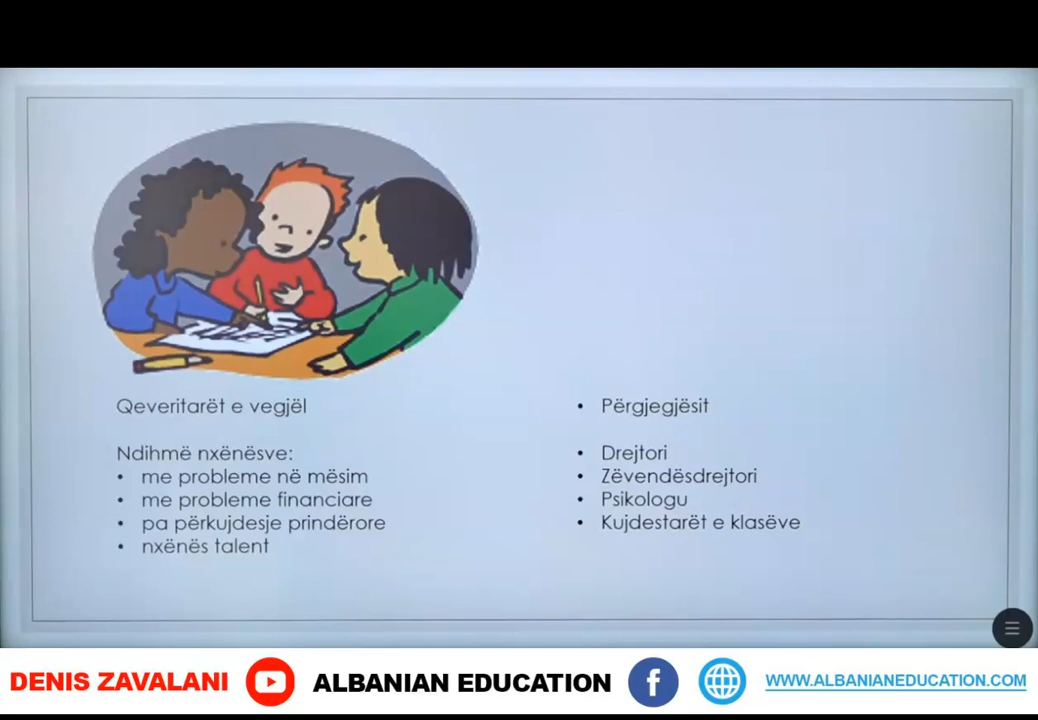 Qeveritarët e vegjël
Ndihmë nxënësve:
• me probleme në mësim
• me probleme financiare
• pa përkujdesje prindërore
• nxënës talent
• Përgjegjësit
• Drejtori
• Zëvendësdrejtori
• Psikologu
• Kujdestarët e klasëve
DENIS ZAVALANI
ALBANIAN EDUCATION
WWW.ALBANIANEDUCATION.COM